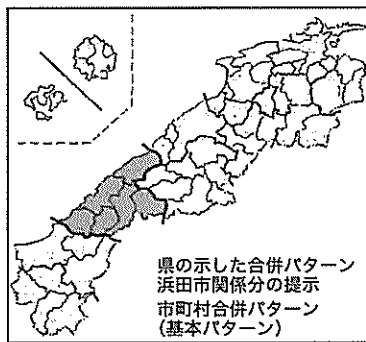 県の示した合併パターン
浜田市関係分の提示
市町村合併パターン
(基本パターン)